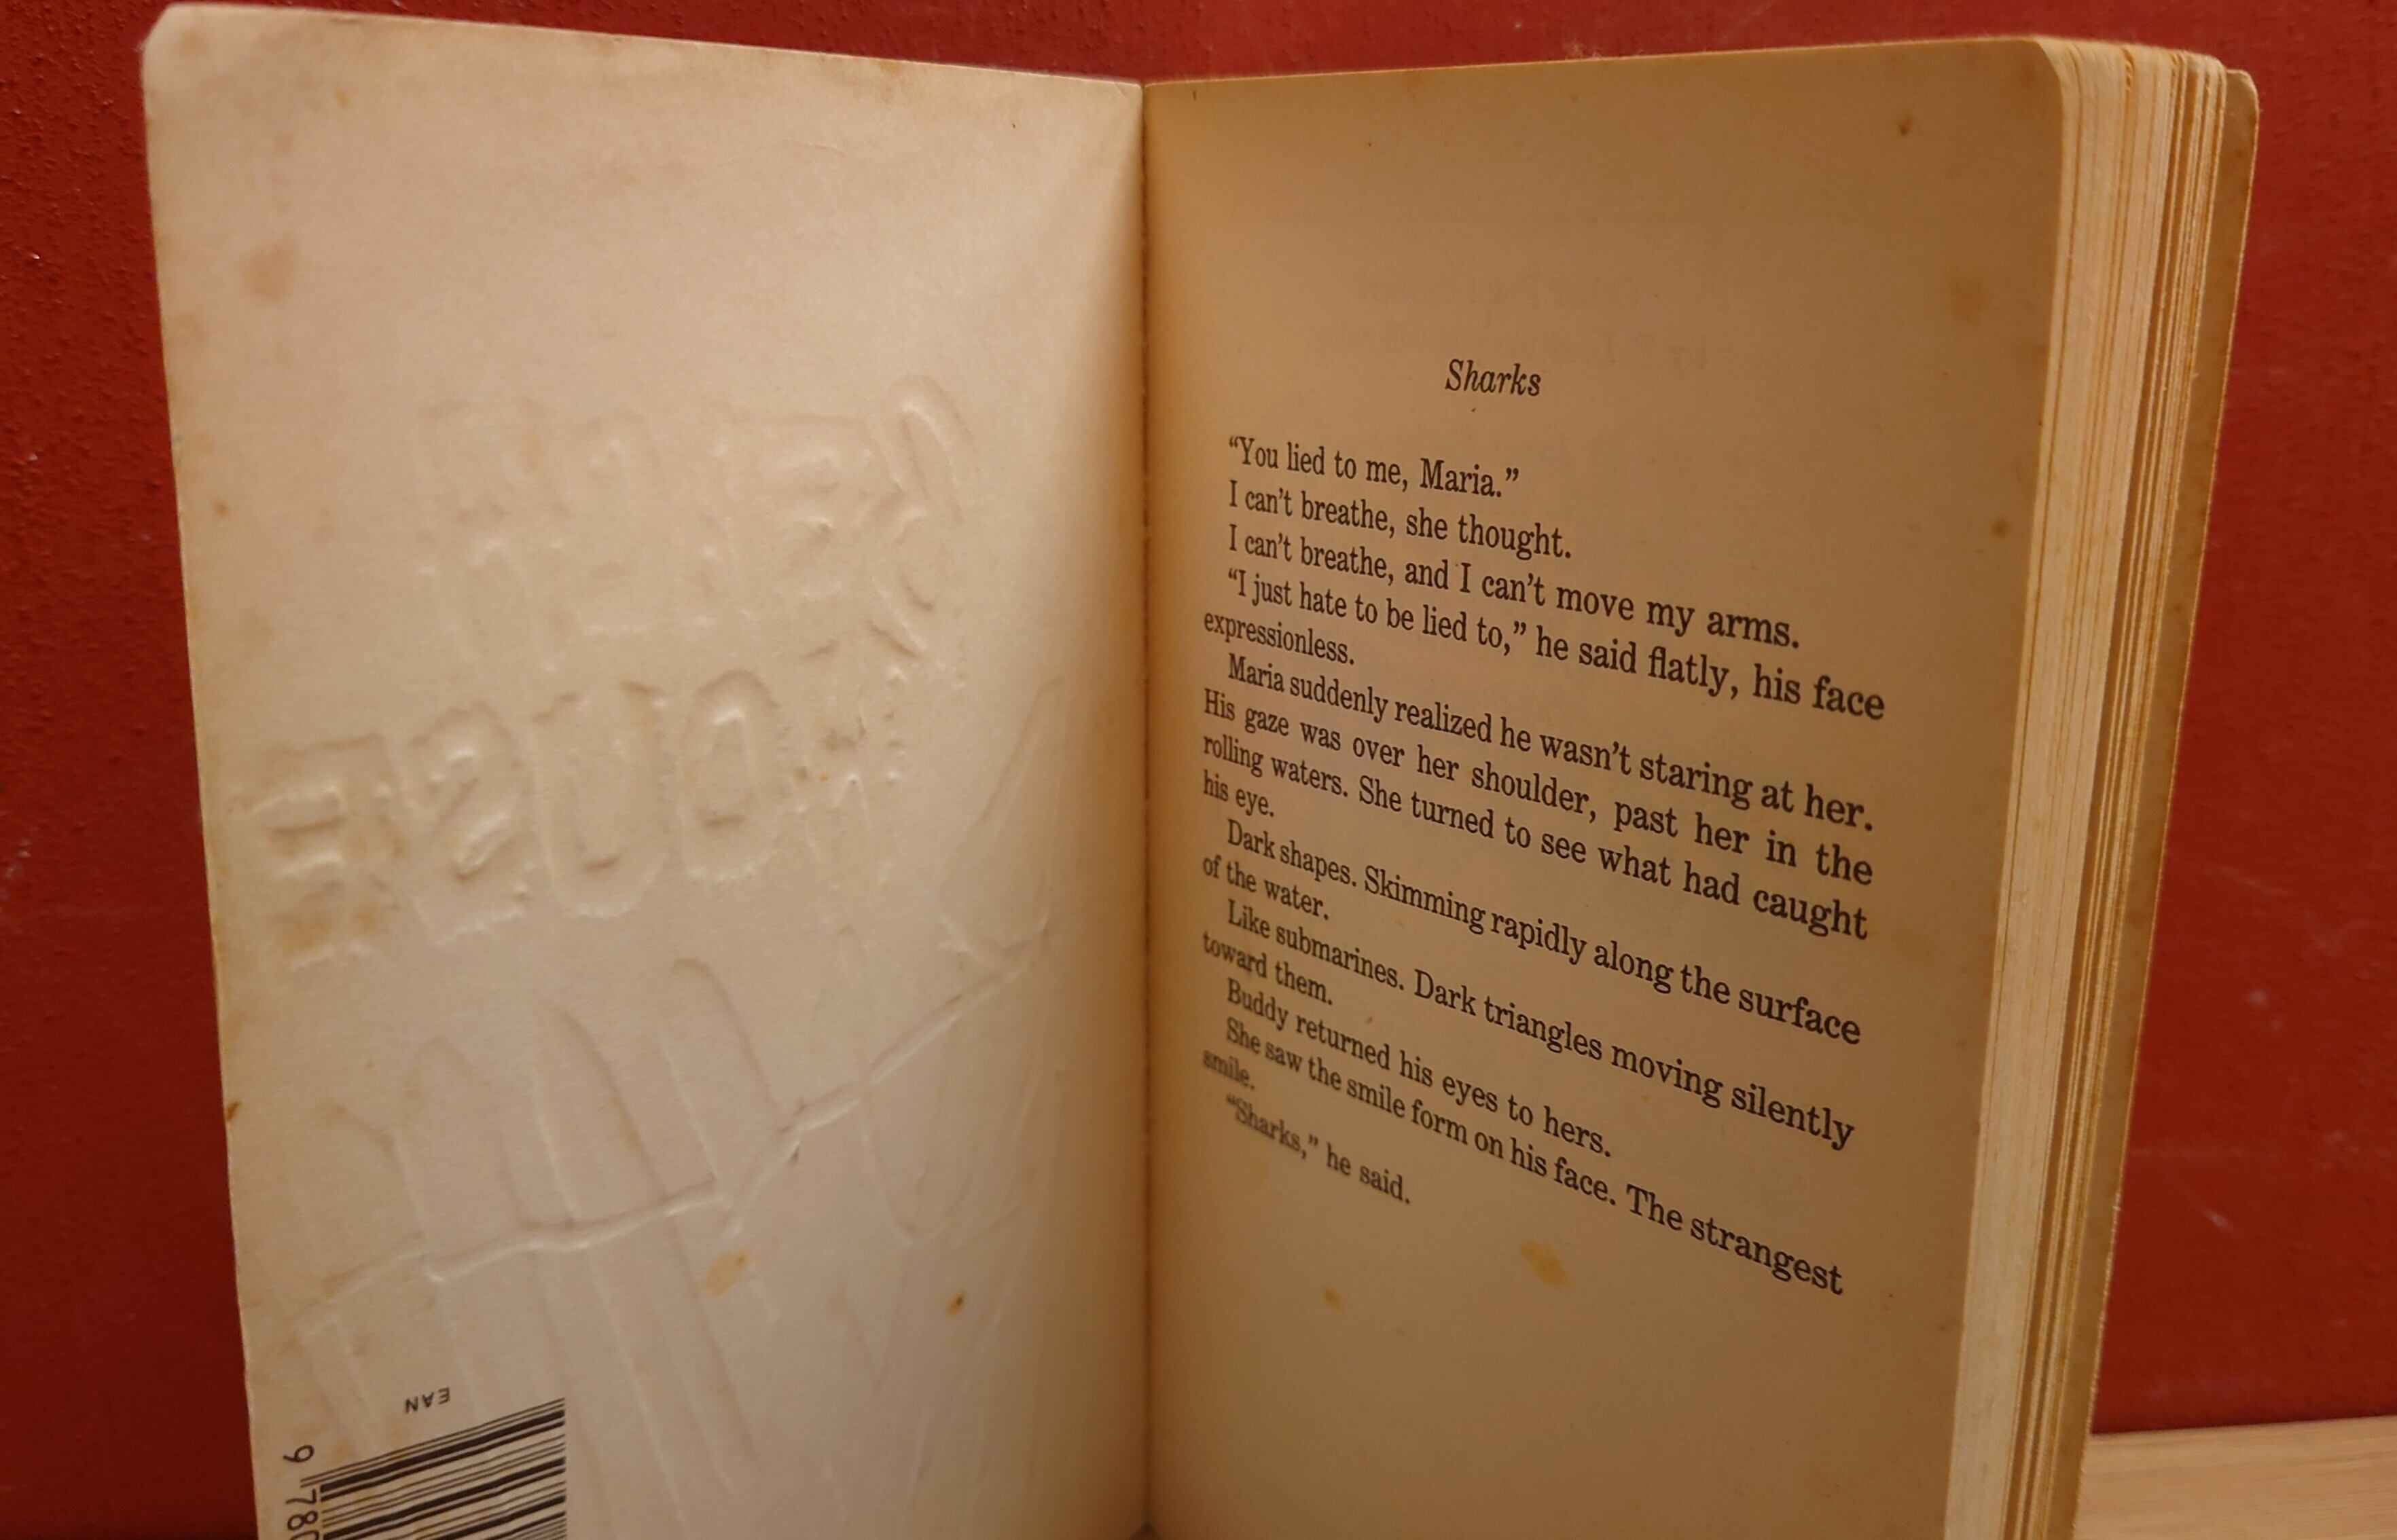 HOUSE
EAN
9 780
Sharks
“You lied to me, Maria.”
I can’t breathe, she thought.
I can’t breathe, and I can’t move my arms.
“I just hate to be lied to,” he said flatly, his face
expressionless.
Maria suddenly realized he wasn’t staring at her.
His gaze was over her shoulder, past her in the
rolling waters. She turned to see what had caught
his eye.
Dark shapes. Skimming rapidly along the surface
of the water.
Like submarines. Dark triangles moving silently
toward them.
Buddy returned his eyes to hers.
She saw the smile form on his face. The strangest
smile.
“Sharks,” he said.